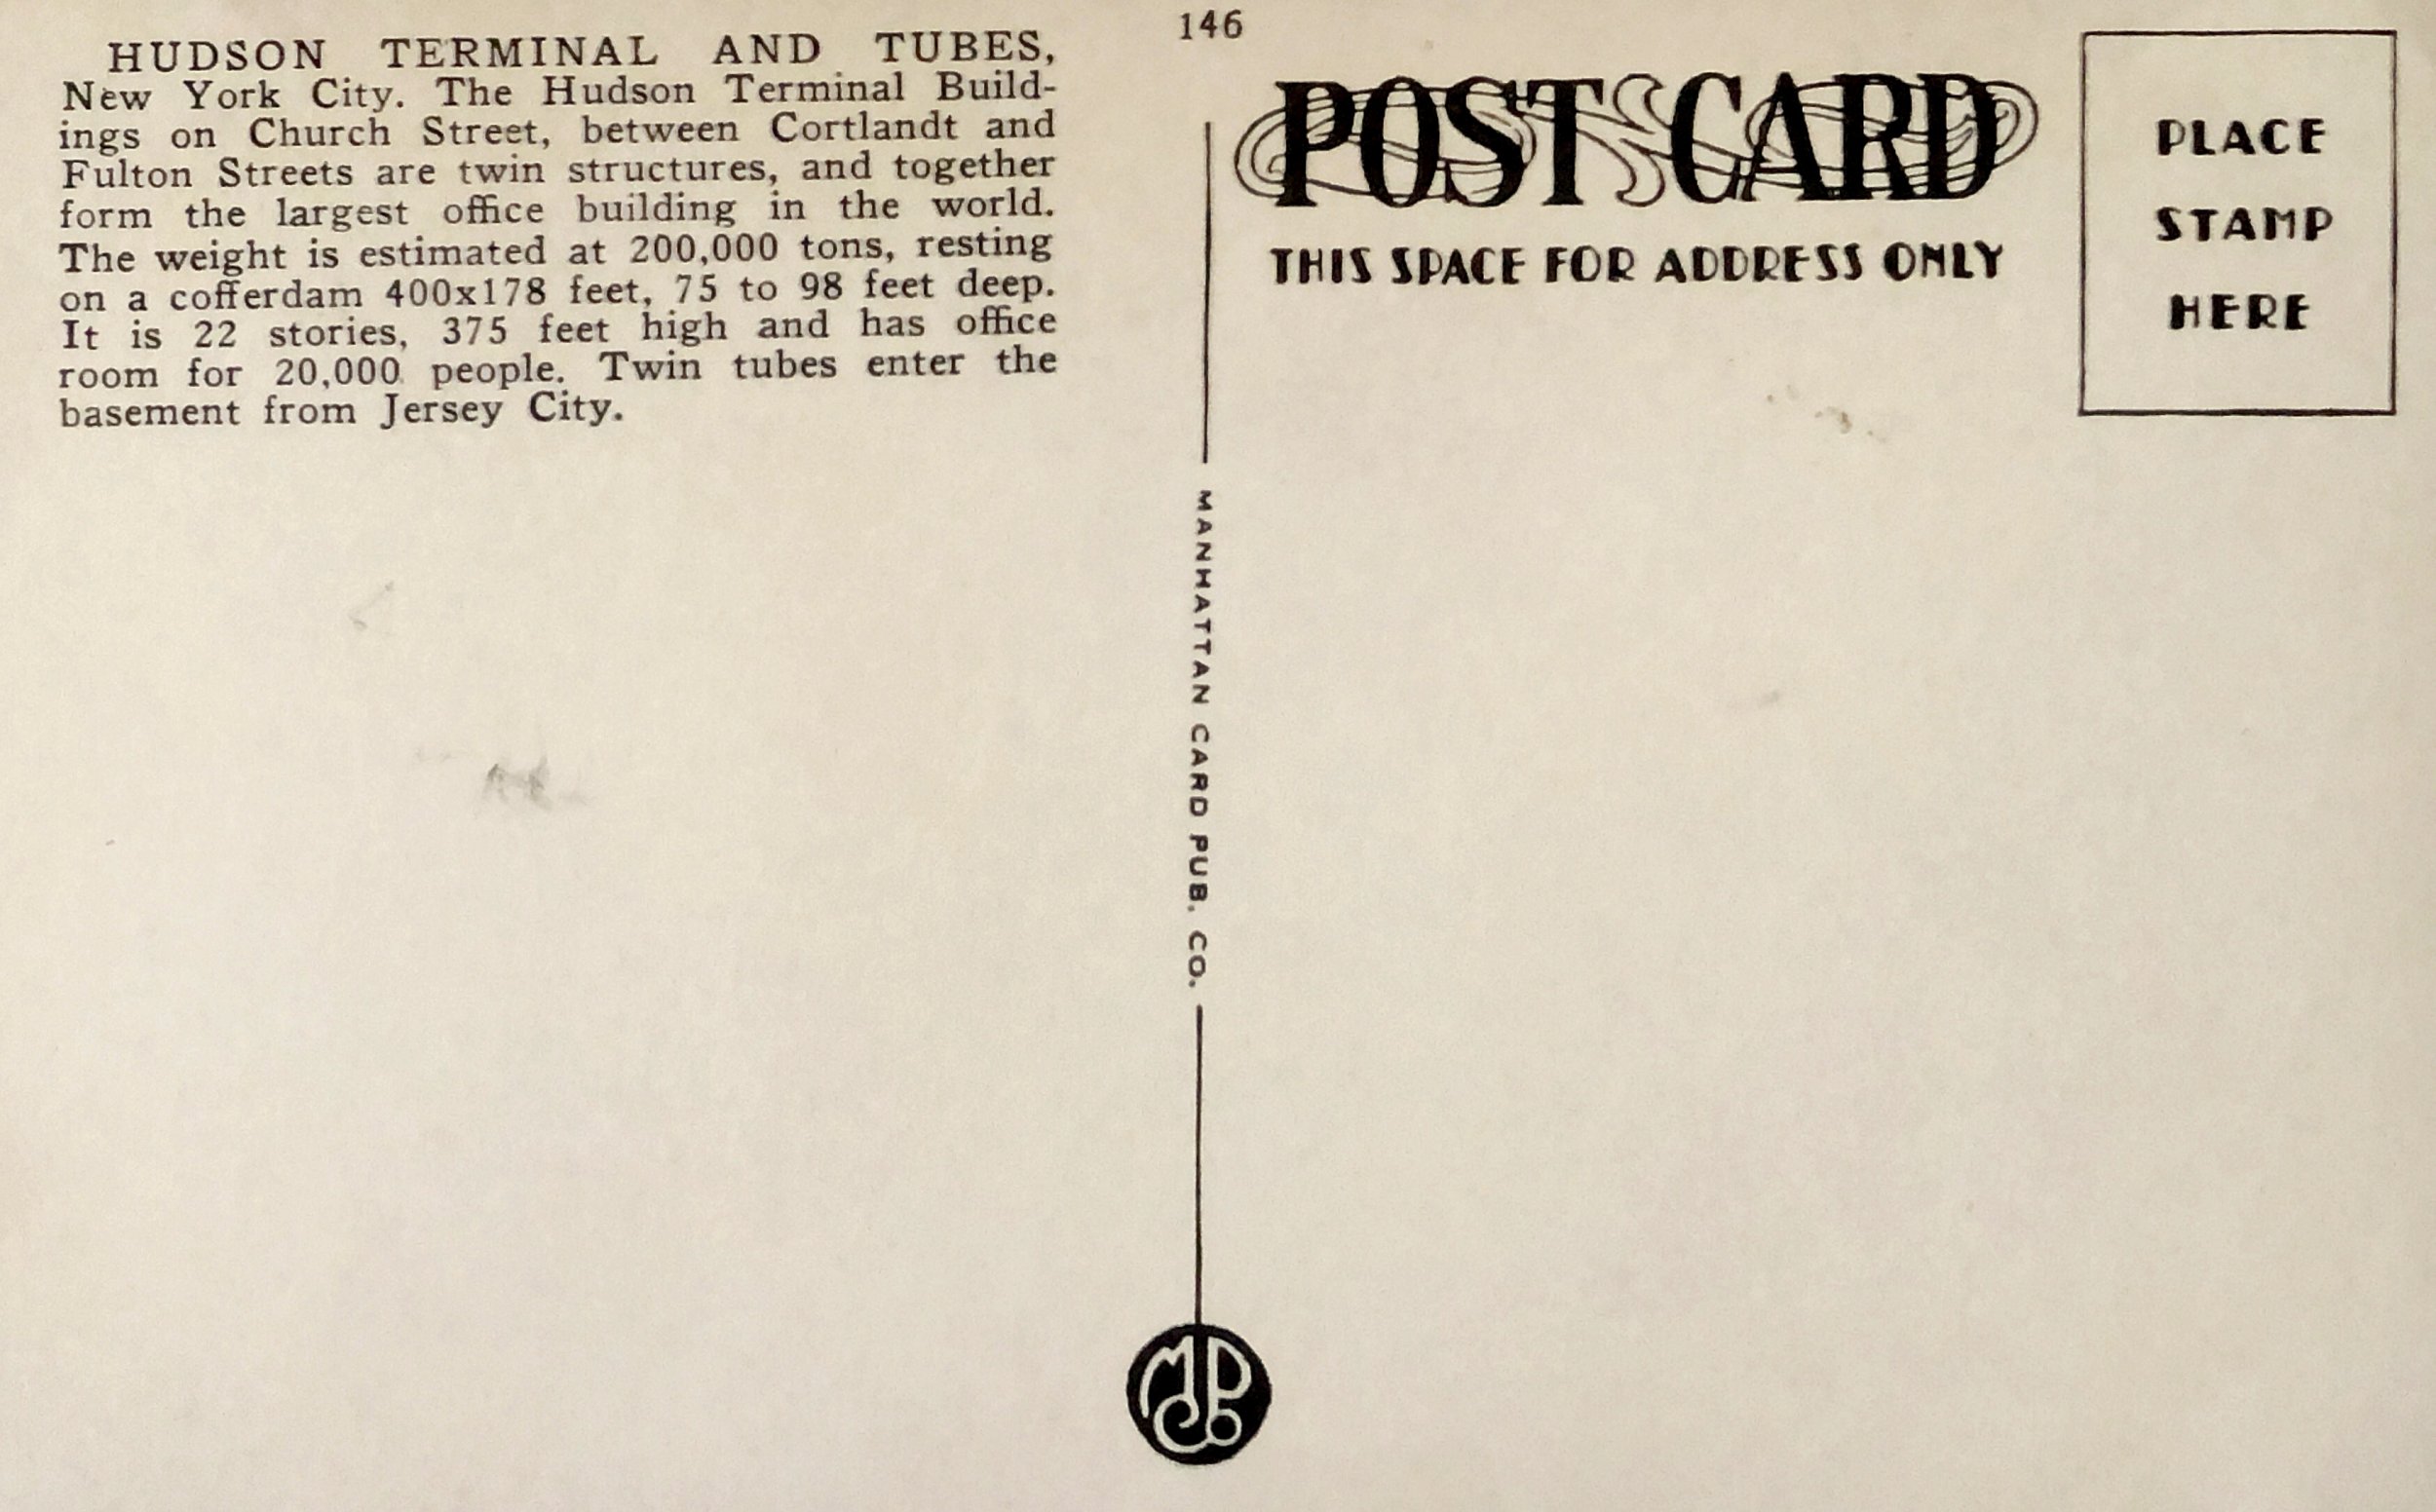 HUDSON TERMINAL AND TUBES,
New York City. The Hudson Terminal Build-
ings on Church Street, between Cortlandt and
Fulton Streets are twin structures, and together
form the largest office building in the world.
The weight is estimated at 200,000 tons, resting
on a cofferdam 400x178 feet, 75 to 98 feet deep.
It is 22 stories, 375 feet high and has office
room for 20,000 people. Twin tubes enter the
basement from Jersey City.
146
POST CARD
THIS SPACE FOR ADDRESS ONLY
PLACE
STAMP
HERE
MANHATTAN CARD PUB. CO.
MPCo